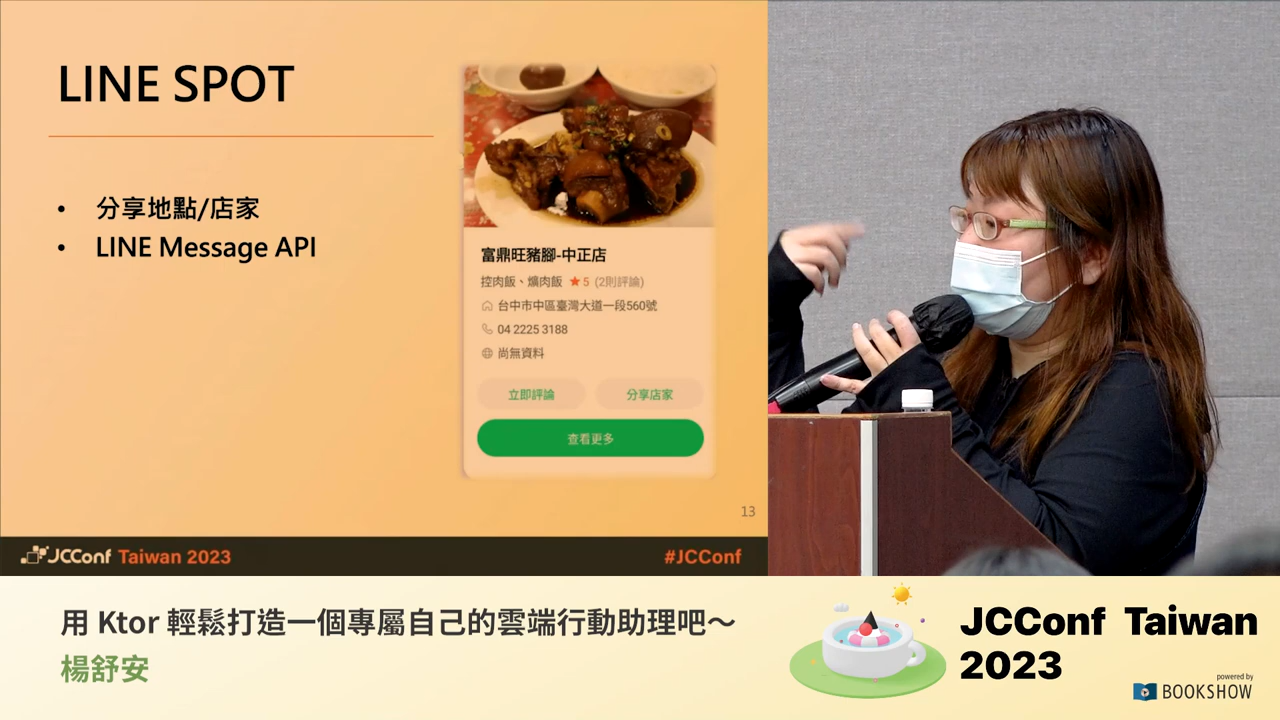 LINE SPOT
• 分享地點/店家
• LINE Message API
富鼎旺豬腳-中正店
控肉飯、爌肉飯 ★ 5 (2則評論)
台中市中區臺灣大道一段560號
04 2225 3188
尚無資料
立即評論 分享店家
查看更多
13
JCConf Taiwan 2023 #JCConf
用 Ktor 輕鬆打造一個專屬自己的雲端行動助理吧～
楊舒安
JCConf Taiwan
2023
powered by
BOOKSHOW